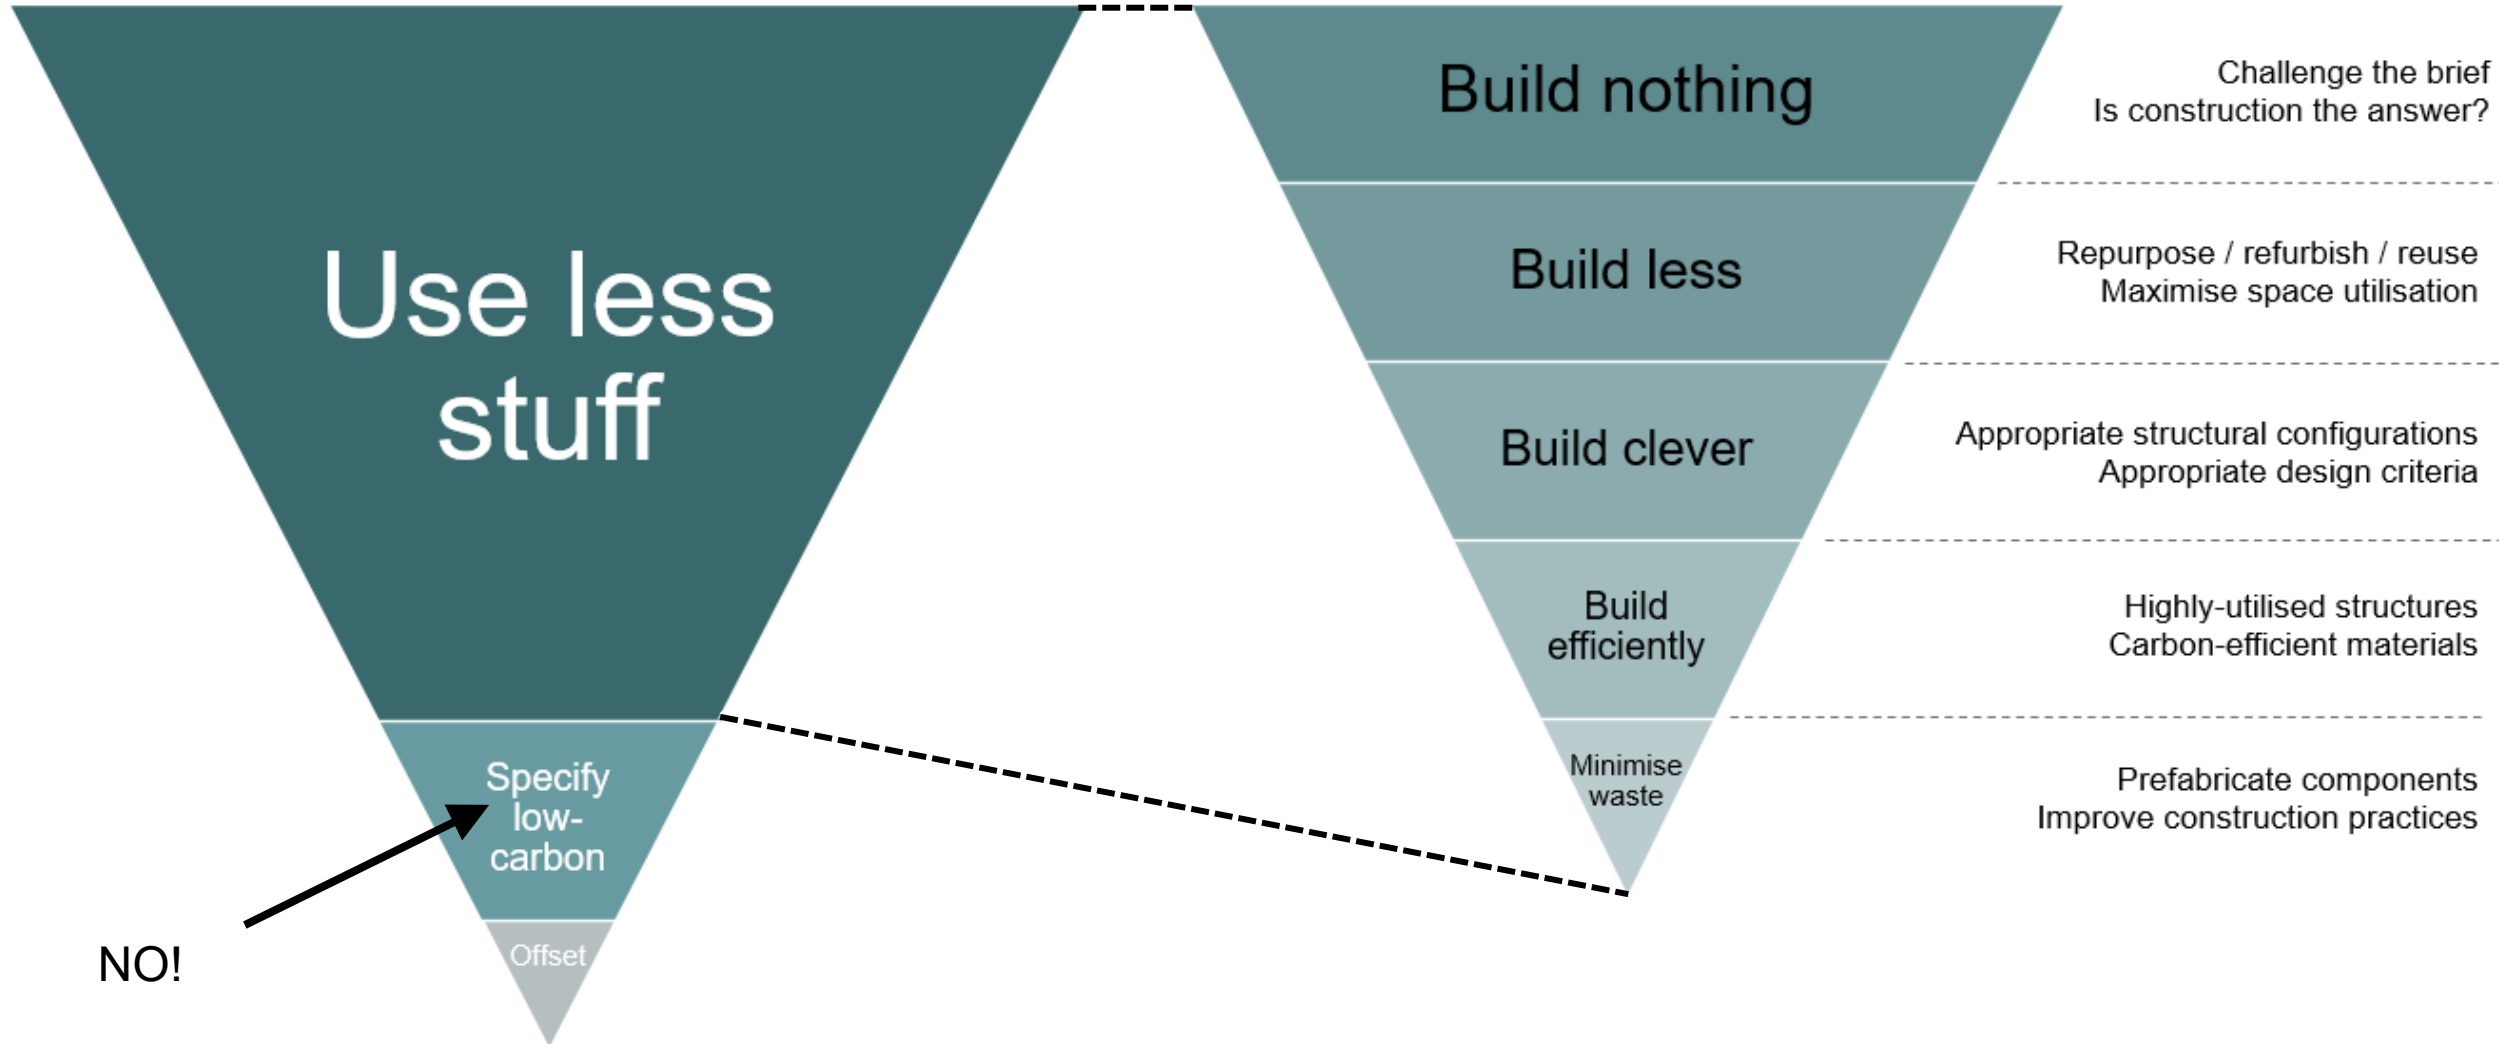 Use less
stuff
Specify
low-
carbon
Offset
NO!
Build nothing
Challenge the brief
Is construction the answer?
Build less
Repurpose / refurbish / reuse
Maximise space utilisation
Build clever
Appropriate structural configurations
Appropriate design criteria
Build
efficiently
Highly-utilised structures
Carbon-efficient materials
Minimise
waste
Prefabricate components
Improve construction practices